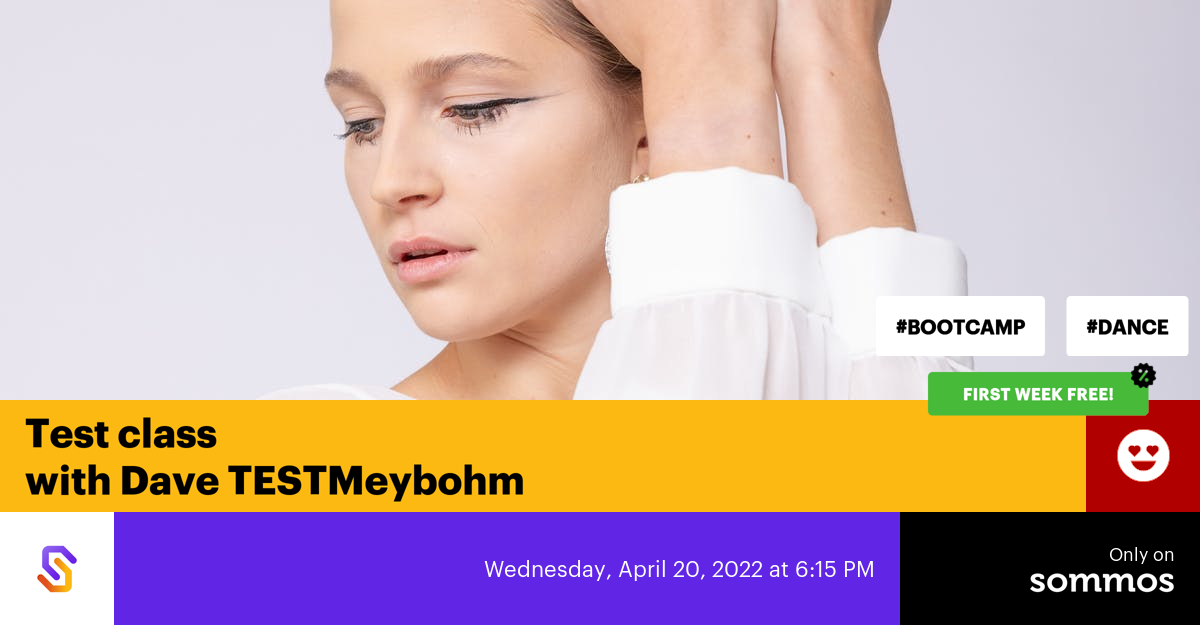 #BOOTCAMP #DANCE
FIRST WEEK FREE!
Test class
with Dave TESTMeybohm
Wednesday, April 20, 2022 at 6:15 PM
Only on
sommos